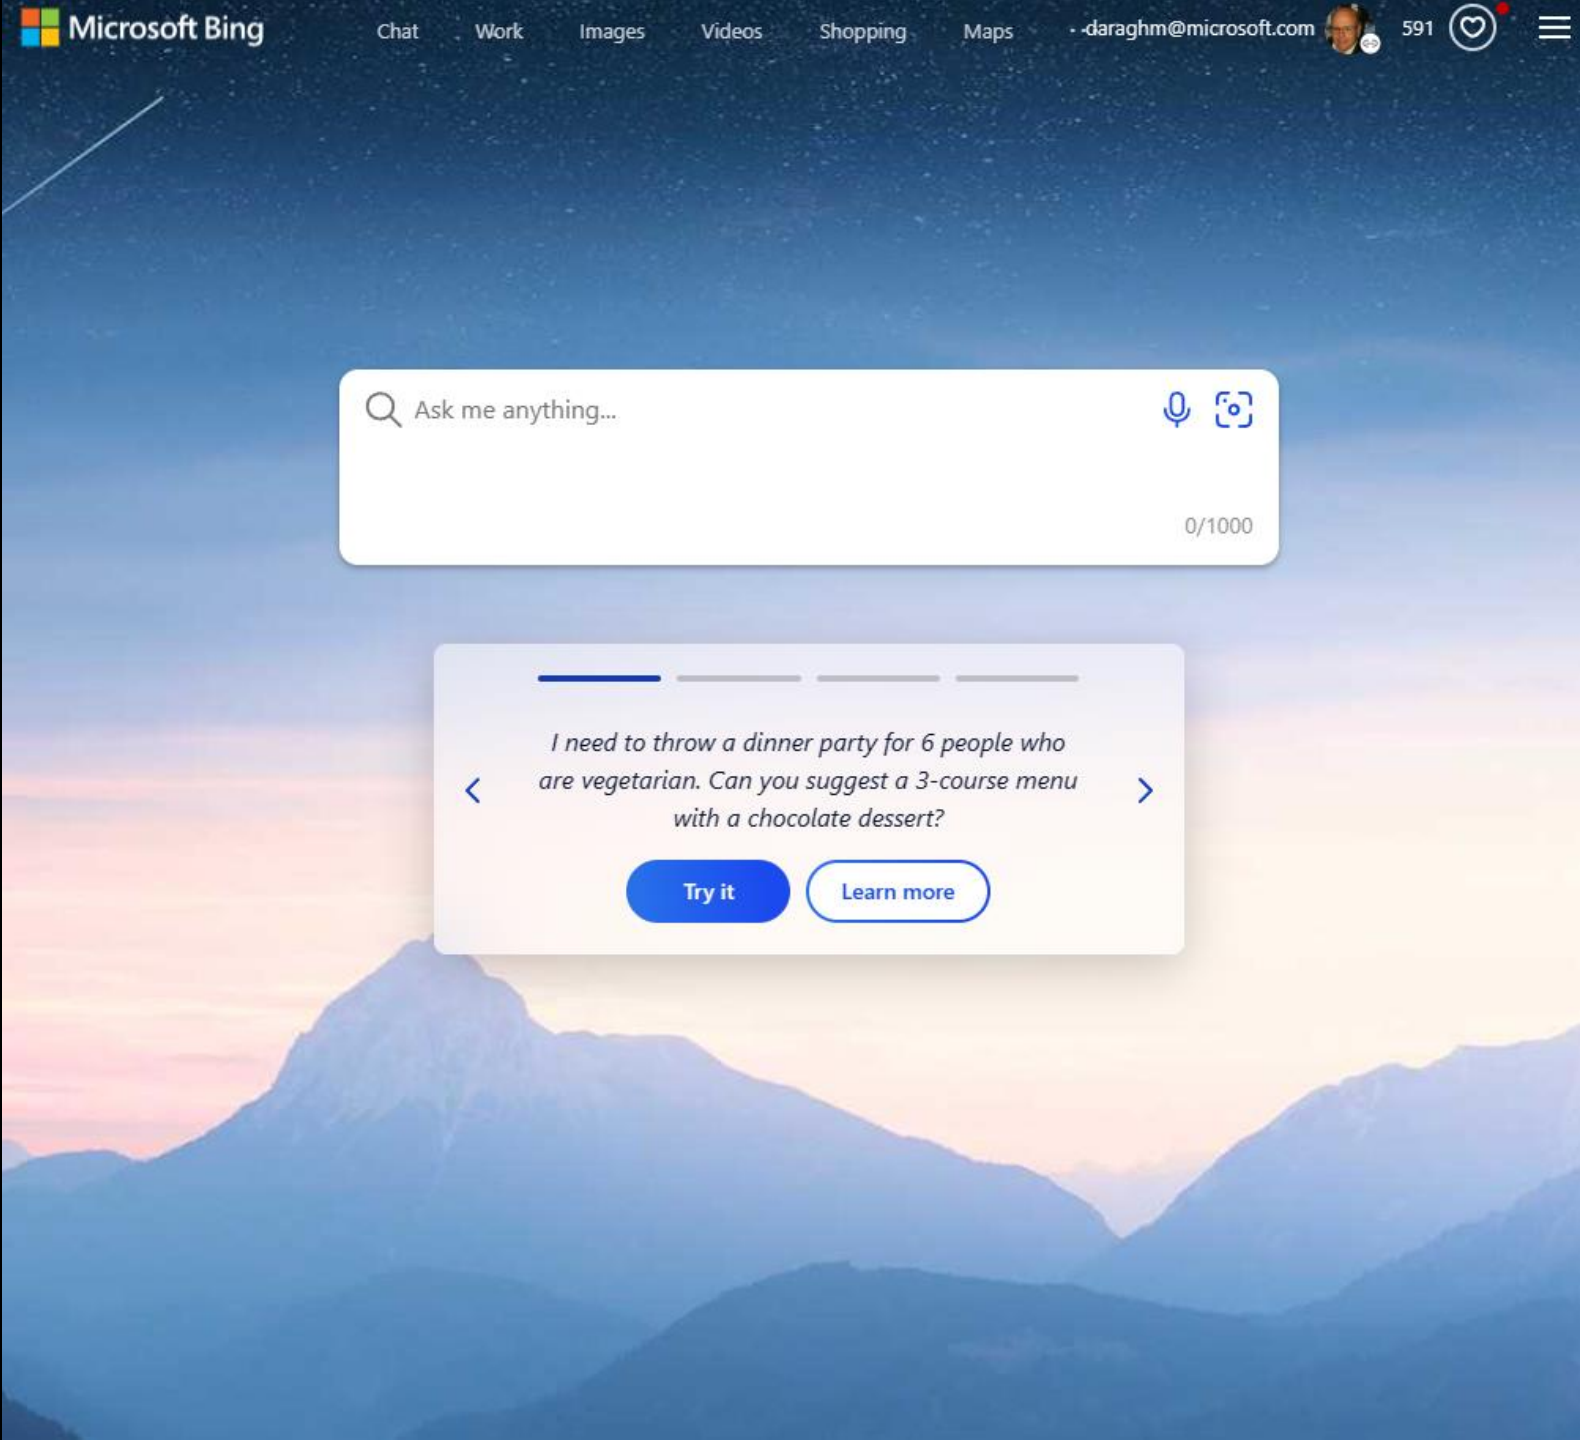 Microsoft Bing
Chat Work Images Videos Shopping Maps daraghm@microsoft.com 591
Ask me anything...
0/1000
I need to throw a dinner party for 6 people who
are vegetarian. Can you suggest a 3-course menu
with a chocolate dessert?
Try it Learn more